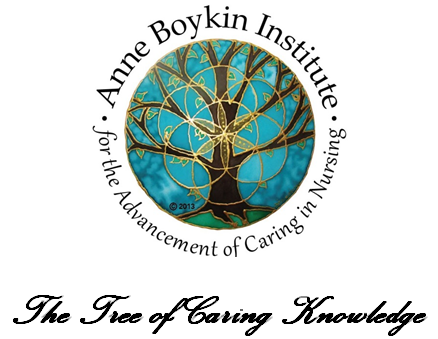 · Anne Boykin Institute ·
for the Advancement of Caring in Nursing
© 2013
The Tree of Caring Knowledge